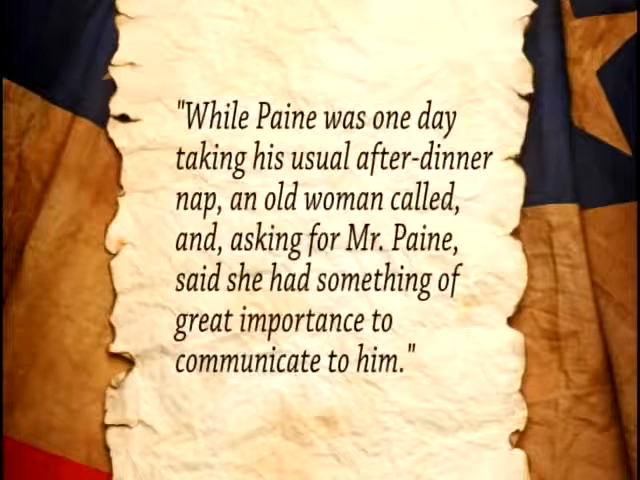 "While Paine was one day
taking his usual after-dinner
nap, an old woman called,
and, asking for Mr. Paine,
said she had something of
great importance to
communicate to him."